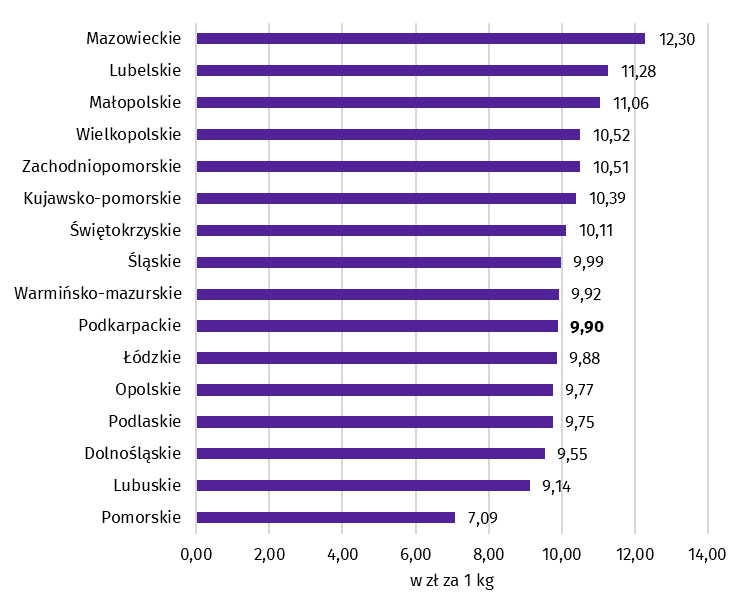 Mazowieckie 12,30
Lubelskie 11,28
Małopolskie 11,06
Wielkopolskie 10,52
Zachodniopomorskie 10,51
Kujawsko-pomorskie 10,39
Świętokrzyskie 10,11
Śląskie 9,99
Warmińsko-mazurskie 9,92
Podkarpackie 9,90
Łódzkie 9,88
Opolskie 9,77
Podlaskie 9,75
Dolnośląskie 9,55
Lubuskie 9,14
Pomorskie 7,09
0,00 2,00 4,00 6,00 8,00 10,00 12,00 14,00
w zł za 1 kg